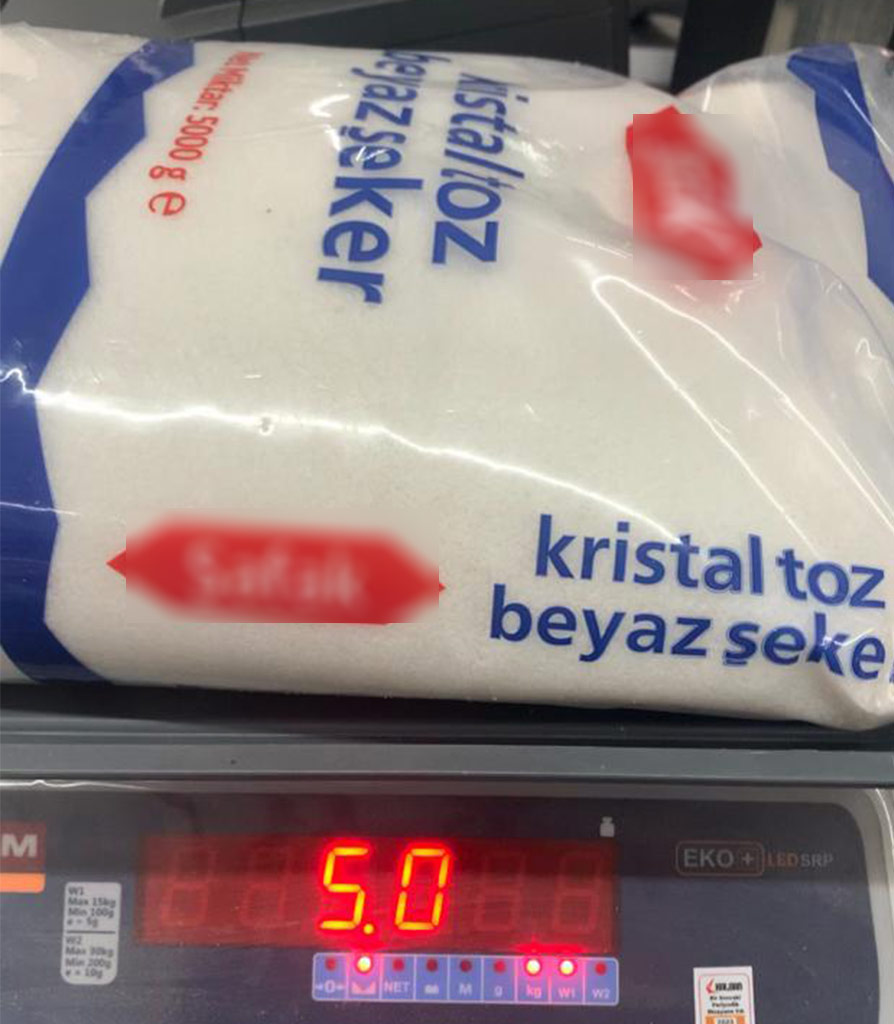 Net Miktar: 5000 g e
kristal toz
beyaz şeker
kristal toz
beyaz şeke
M
W1
Max 15kg
Min 100g
e = 5g
W2
Max 30kg
Min 200g
e = 10g
5.0
EKO + LED SRP
→0← NET M g kg W1 W2